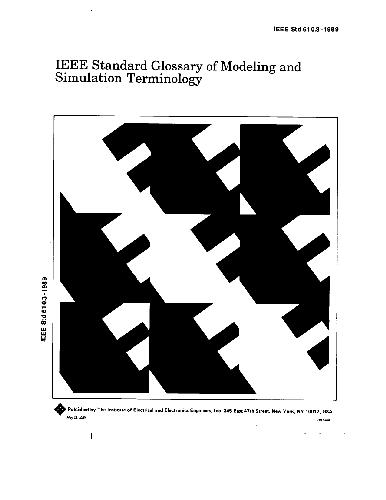 IEEE Std 610.3-1989
IEEE Standard Glossary of Modeling and
Simulation Terminology
IEEE Std 610.3-1989
Published by The Institute of Electrical and Electronics Engineers, Inc 345 East 47th Street, New York, NY 10017, USA